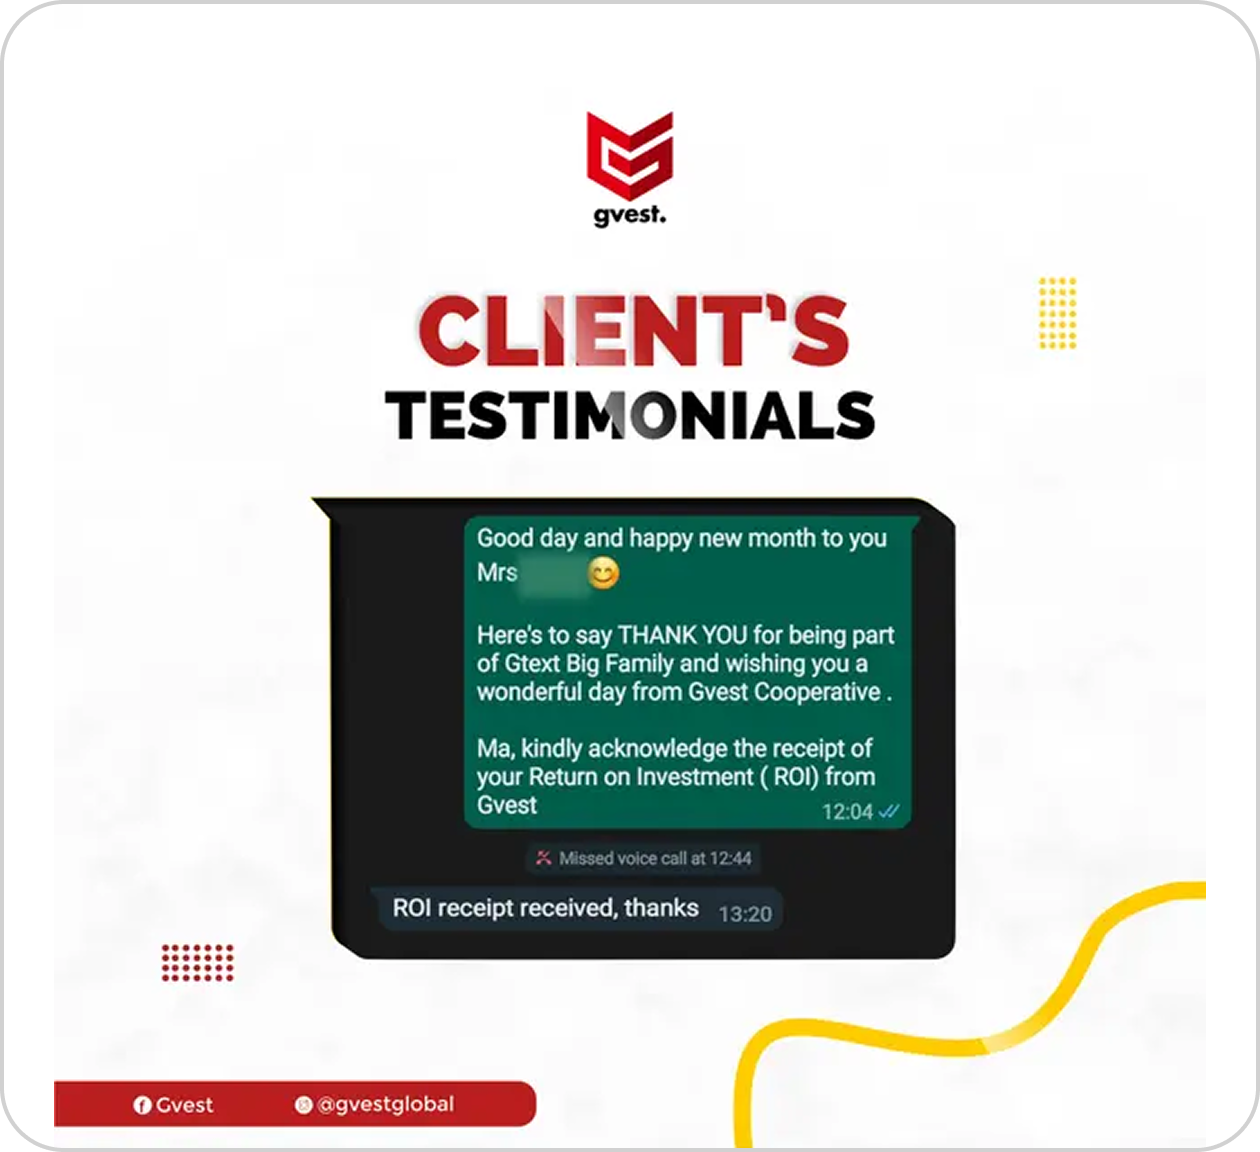 gvest.
CLIENT'S
TESTIMONIALS
Good day and happy new month to you
Mrs 😊
Here's to say THANK YOU for being part
of Gtext Big Family and wishing you a
wonderful day from Gvest Cooperative .
Ma, kindly acknowledge the receipt of
your Return on Investment ( ROI) from
Gvest
12:04
Missed voice call at 12:44
ROI receipt received, thanks 13:20
Gvest @gvestglobal